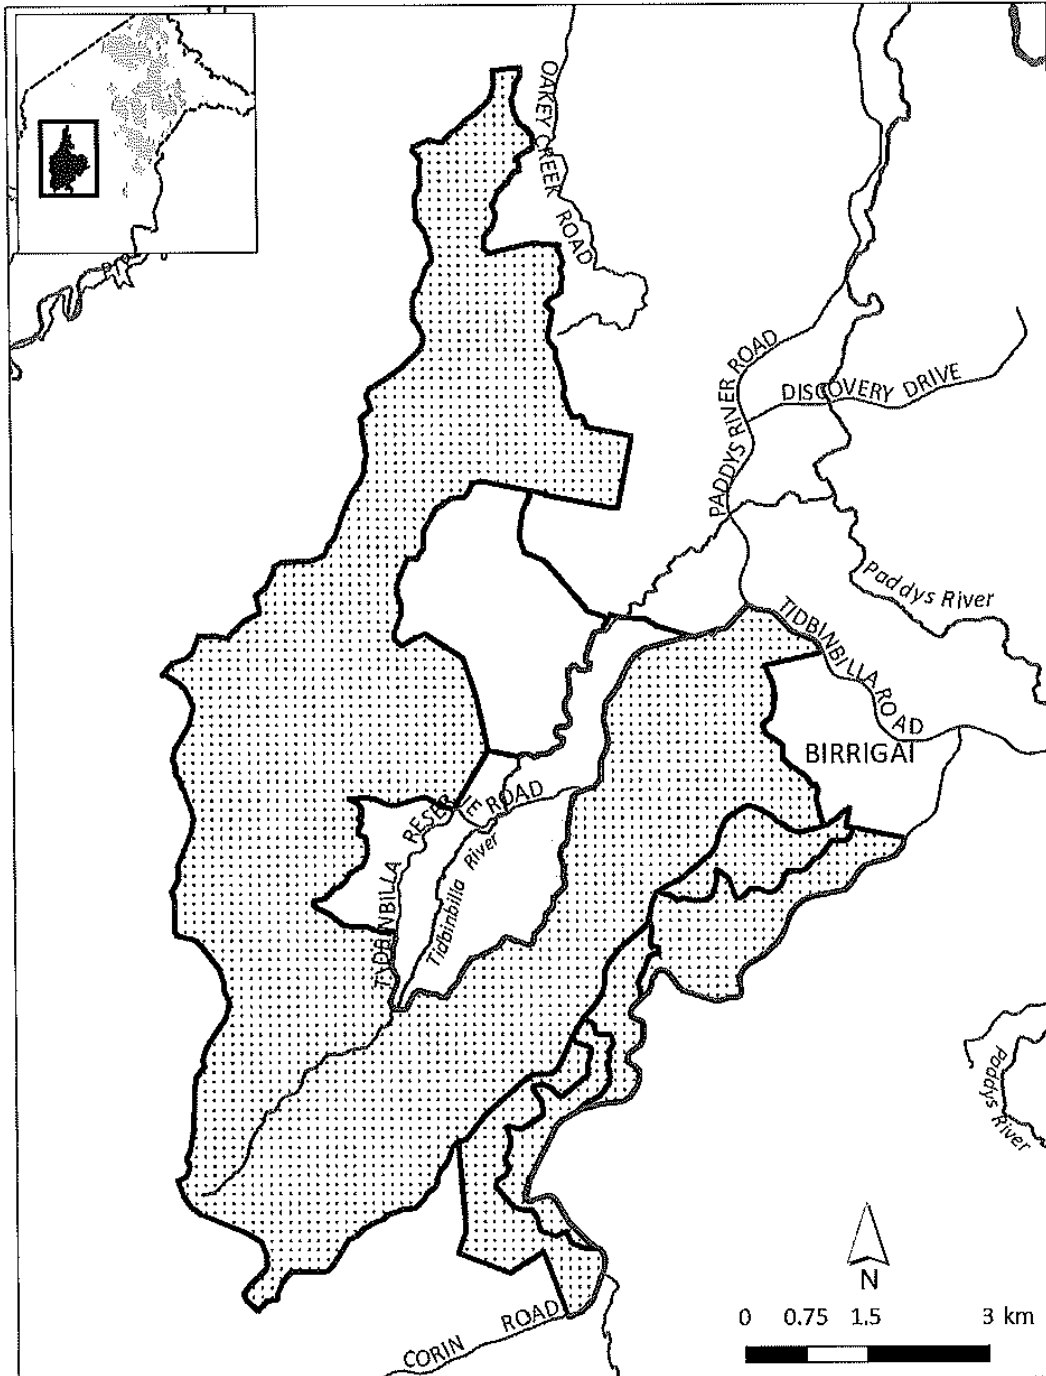 OAKEY CREEK ROAD
PADDYS RIVER ROAD
DISCOVERY DRIVE
Paddys River
TIDBINBILLA ROAD
BIRRIGAI
TYDBINBILLA RESERVE ROAD
Tidbinbilla River
Paddys River
N
CORIN ROAD
0 0.75 1.5 3 km